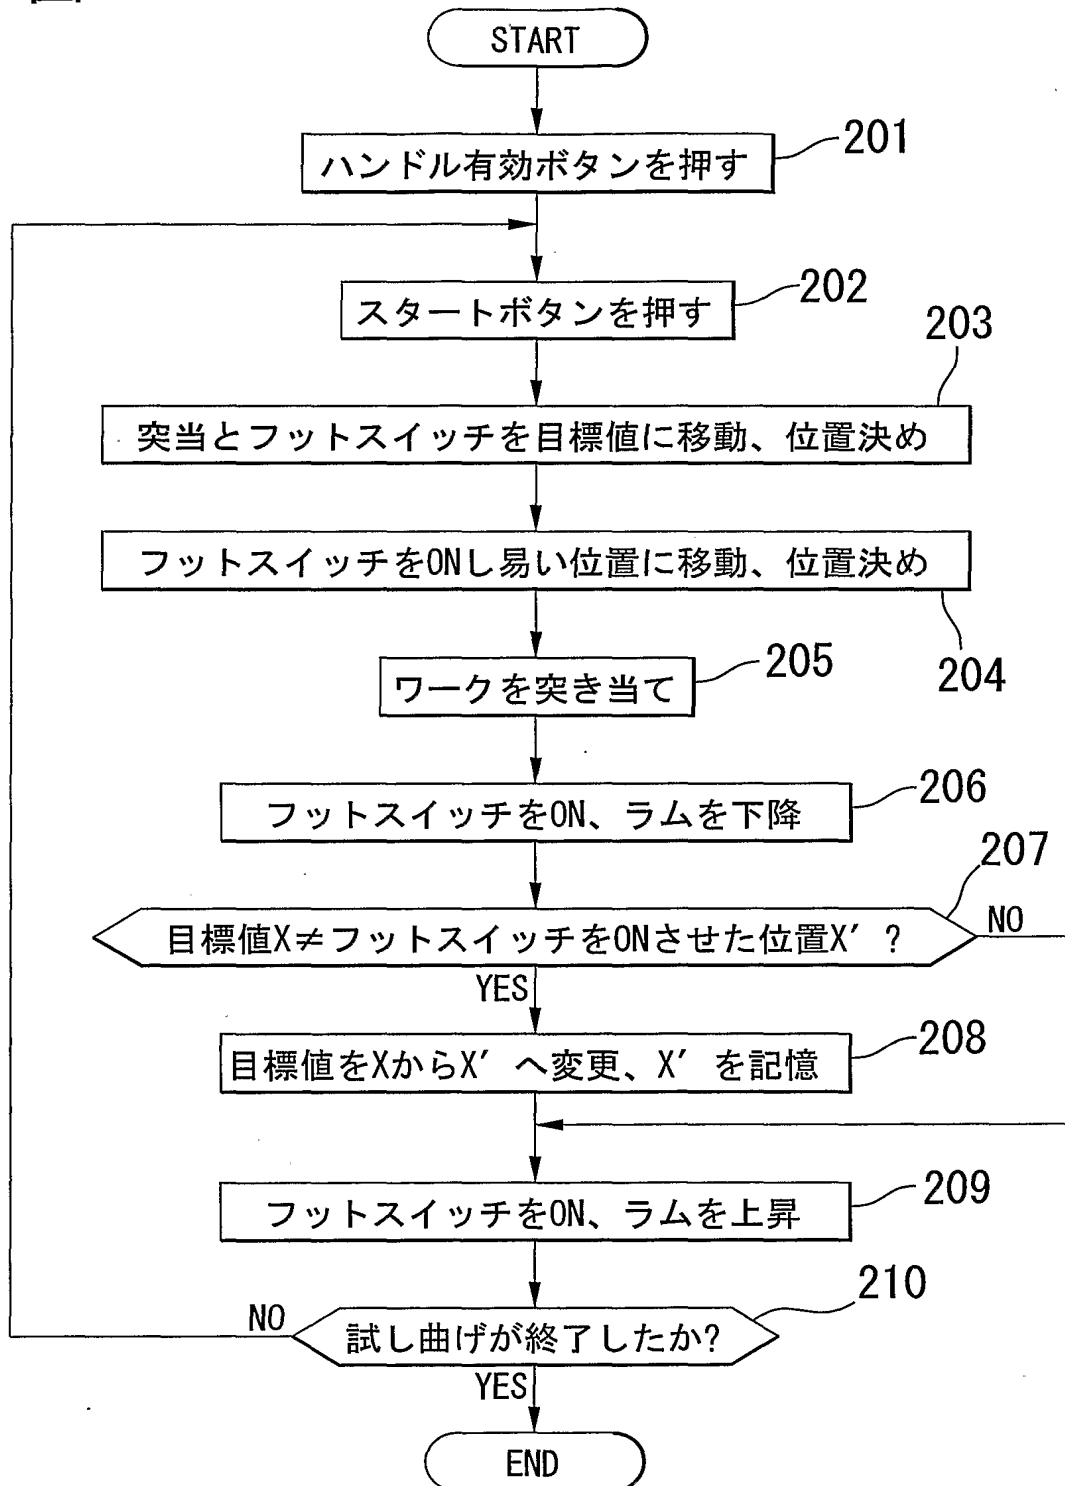 START
ハンドル有効ボタンを押す
201
スタートボタンを押す
202
203
突当とフットスイッチを目標値に移動、位置決め
フットスイッチをONし易い位置に移動、位置決め
204
ワークを突き当て
205
フットスイッチをON、ラムを下降
206
207
目標値X≠フットスイッチをONさせた位置X′?
NO
YES
目標値をXからX′へ変更、X′を記憶
208
フットスイッチをON、ラムを上昇
209
210
NO
試し曲げが終了したか?
YES
END